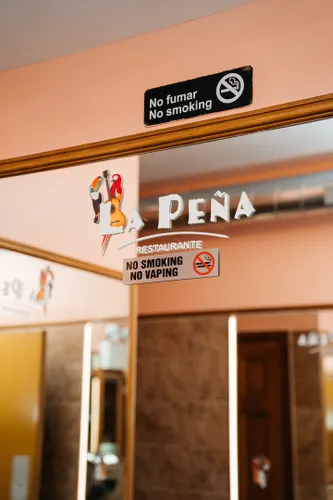 No fumar
No smoking
LA PEÑA
RESTAURANTE
NO SMOKING
NO VAPING